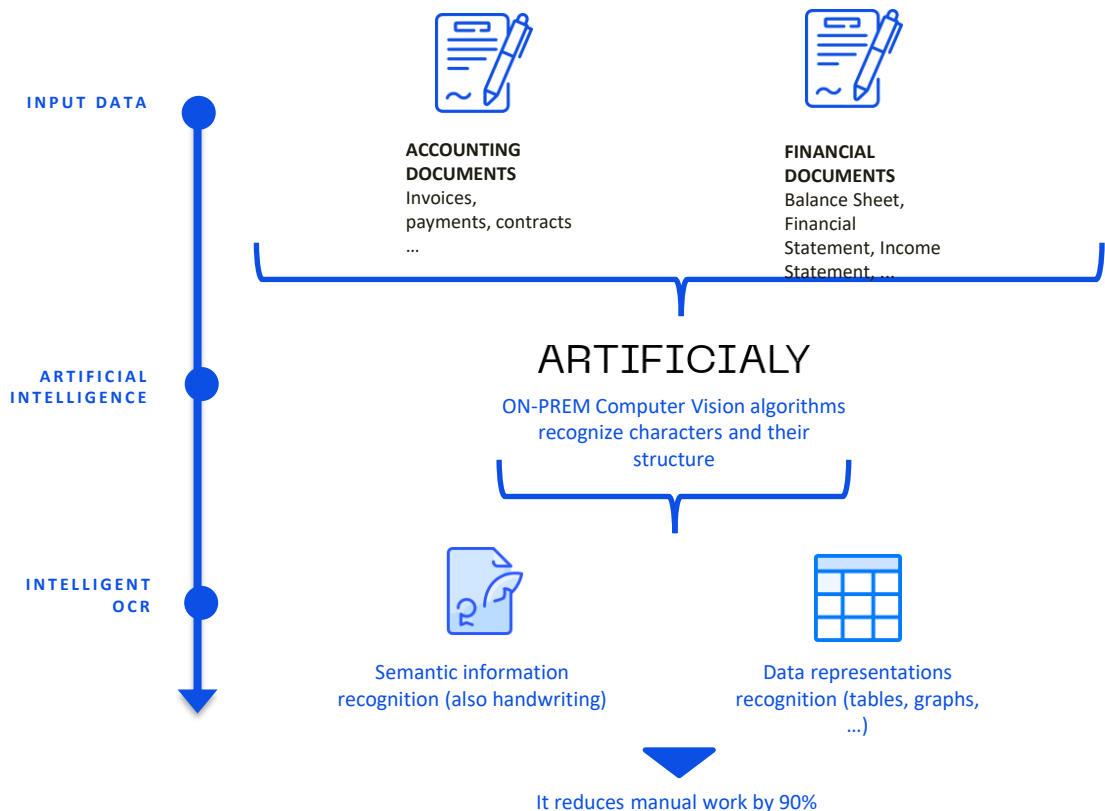 INPUT DATA
ACCOUNTING
DOCUMENTS
Invoices,
payments, contracts
...
FINANCIAL
DOCUMENTS
Balance Sheet,
Financial
Statement, Income
Statement, ...
ARTIFICIAL
INTELLIGENCE
ARTIFICIALY
ON-PREM Computer Vision algorithms
recognize characters and their
structure
INTELLIGENT
OCR
Semantic information
recognition (also handwriting)
Data representations
recognition (tables, graphs,
...)
It reduces manual work by 90%